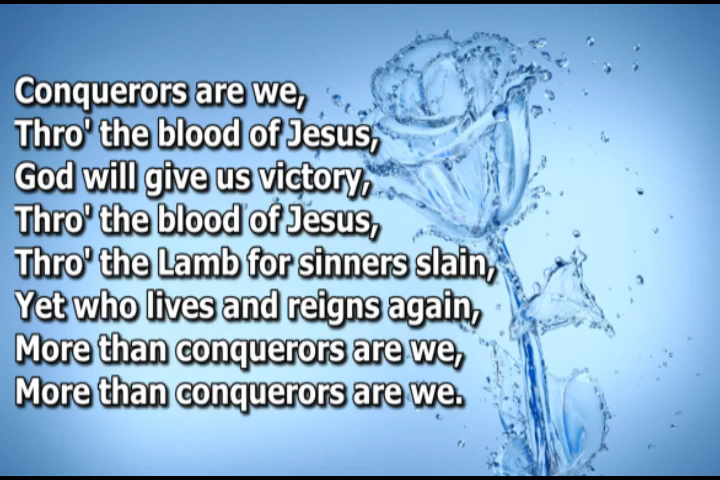 Conquerors are we,
Thro' the blood of Jesus,
God will give us victory,
Thro' the blood of Jesus,
Thro' the Lamb for sinners slain,
Yet who lives and reigns again,
More than conquerors are we,
More than conquerors are we.